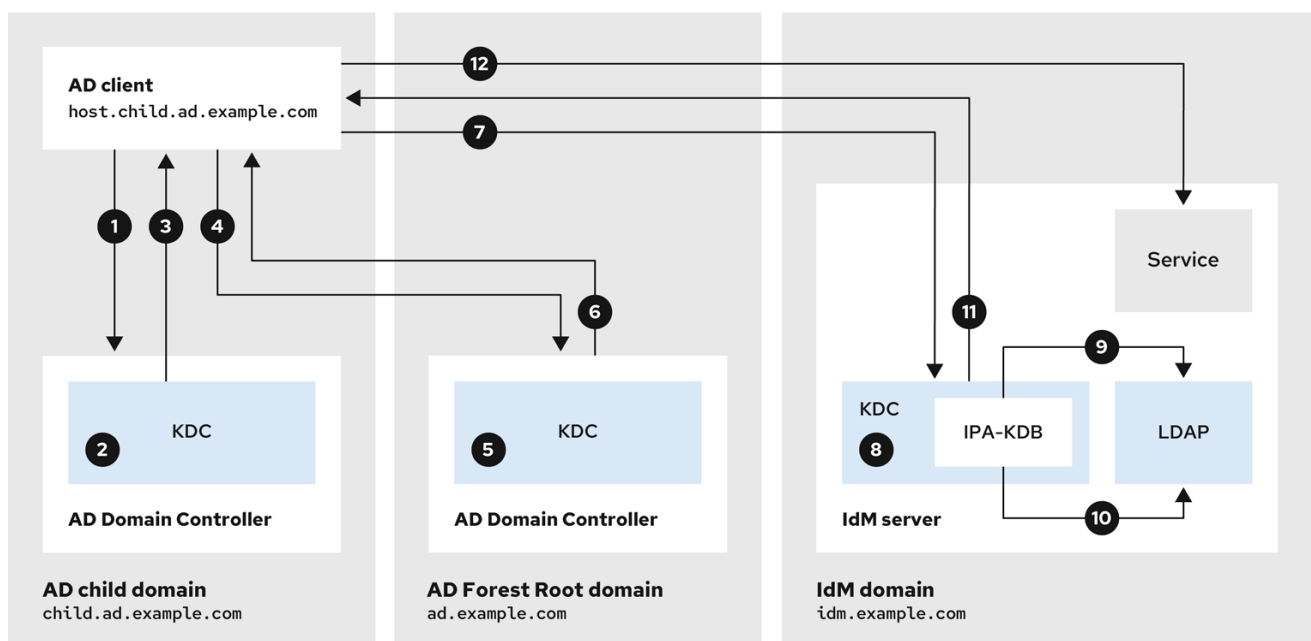 AD client
host.child.ad.example.com
12
7
1
3
4
6
11
Service
9
KDC
2
AD Domain Controller
KDC
5
AD Domain Controller
KDC
8
IPA-KDB
LDAP
IdM server
10
AD child domain
child.ad.example.com
AD Forest Root domain
ad.example.com
IdM domain
idm.example.com